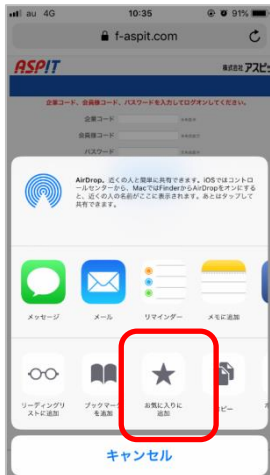 au 4G 10:35 91%
f-aspit.com
ASPIT 株式会社 アスピ
企業コード、会員様コード、パスワードを入力してログオンしてください。
企業コード
会員様コード
パスワード
AirDrop。近くの人と簡単に共有できます。iOSではコントロ
ールセンターから、MacではFinderからAirDropをオンにする
と、近くの人の名前がここに表示されます。あとはタップして
共有できます。
メッセージ メール リマインダー メモに追加
リーディングリ ブックマーク お気に入りに ピー
ストに追加 を追加 追加
キャンセル